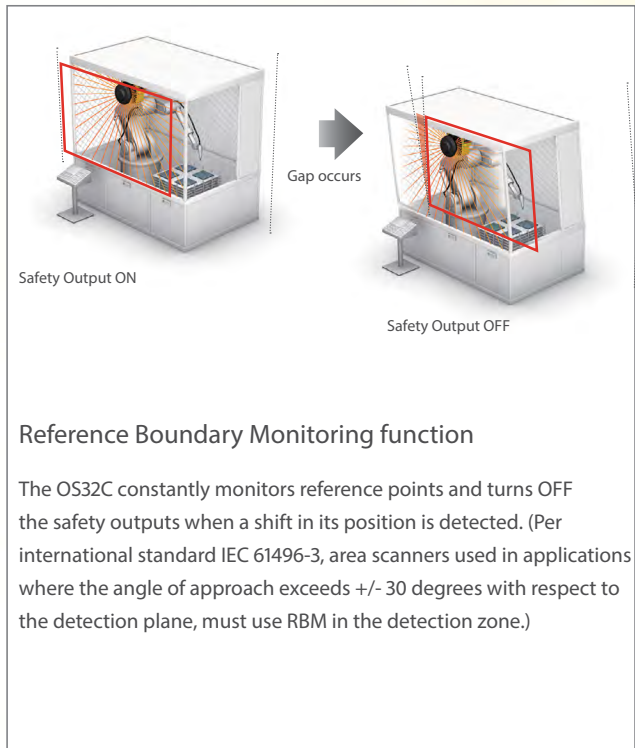 Gap occurs
Safety Output ON
Safety Output OFF
Reference Boundary Monitoring function
The OS32C constantly monitors reference points and turns OFF
the safety outputs when a shift in its position is detected. (Per
international standard IEC 61496-3, area scanners used in applications
where the angle of approach exceeds +/- 30 degrees with respect to
the detection plane, must use RBM in the detection zone.)